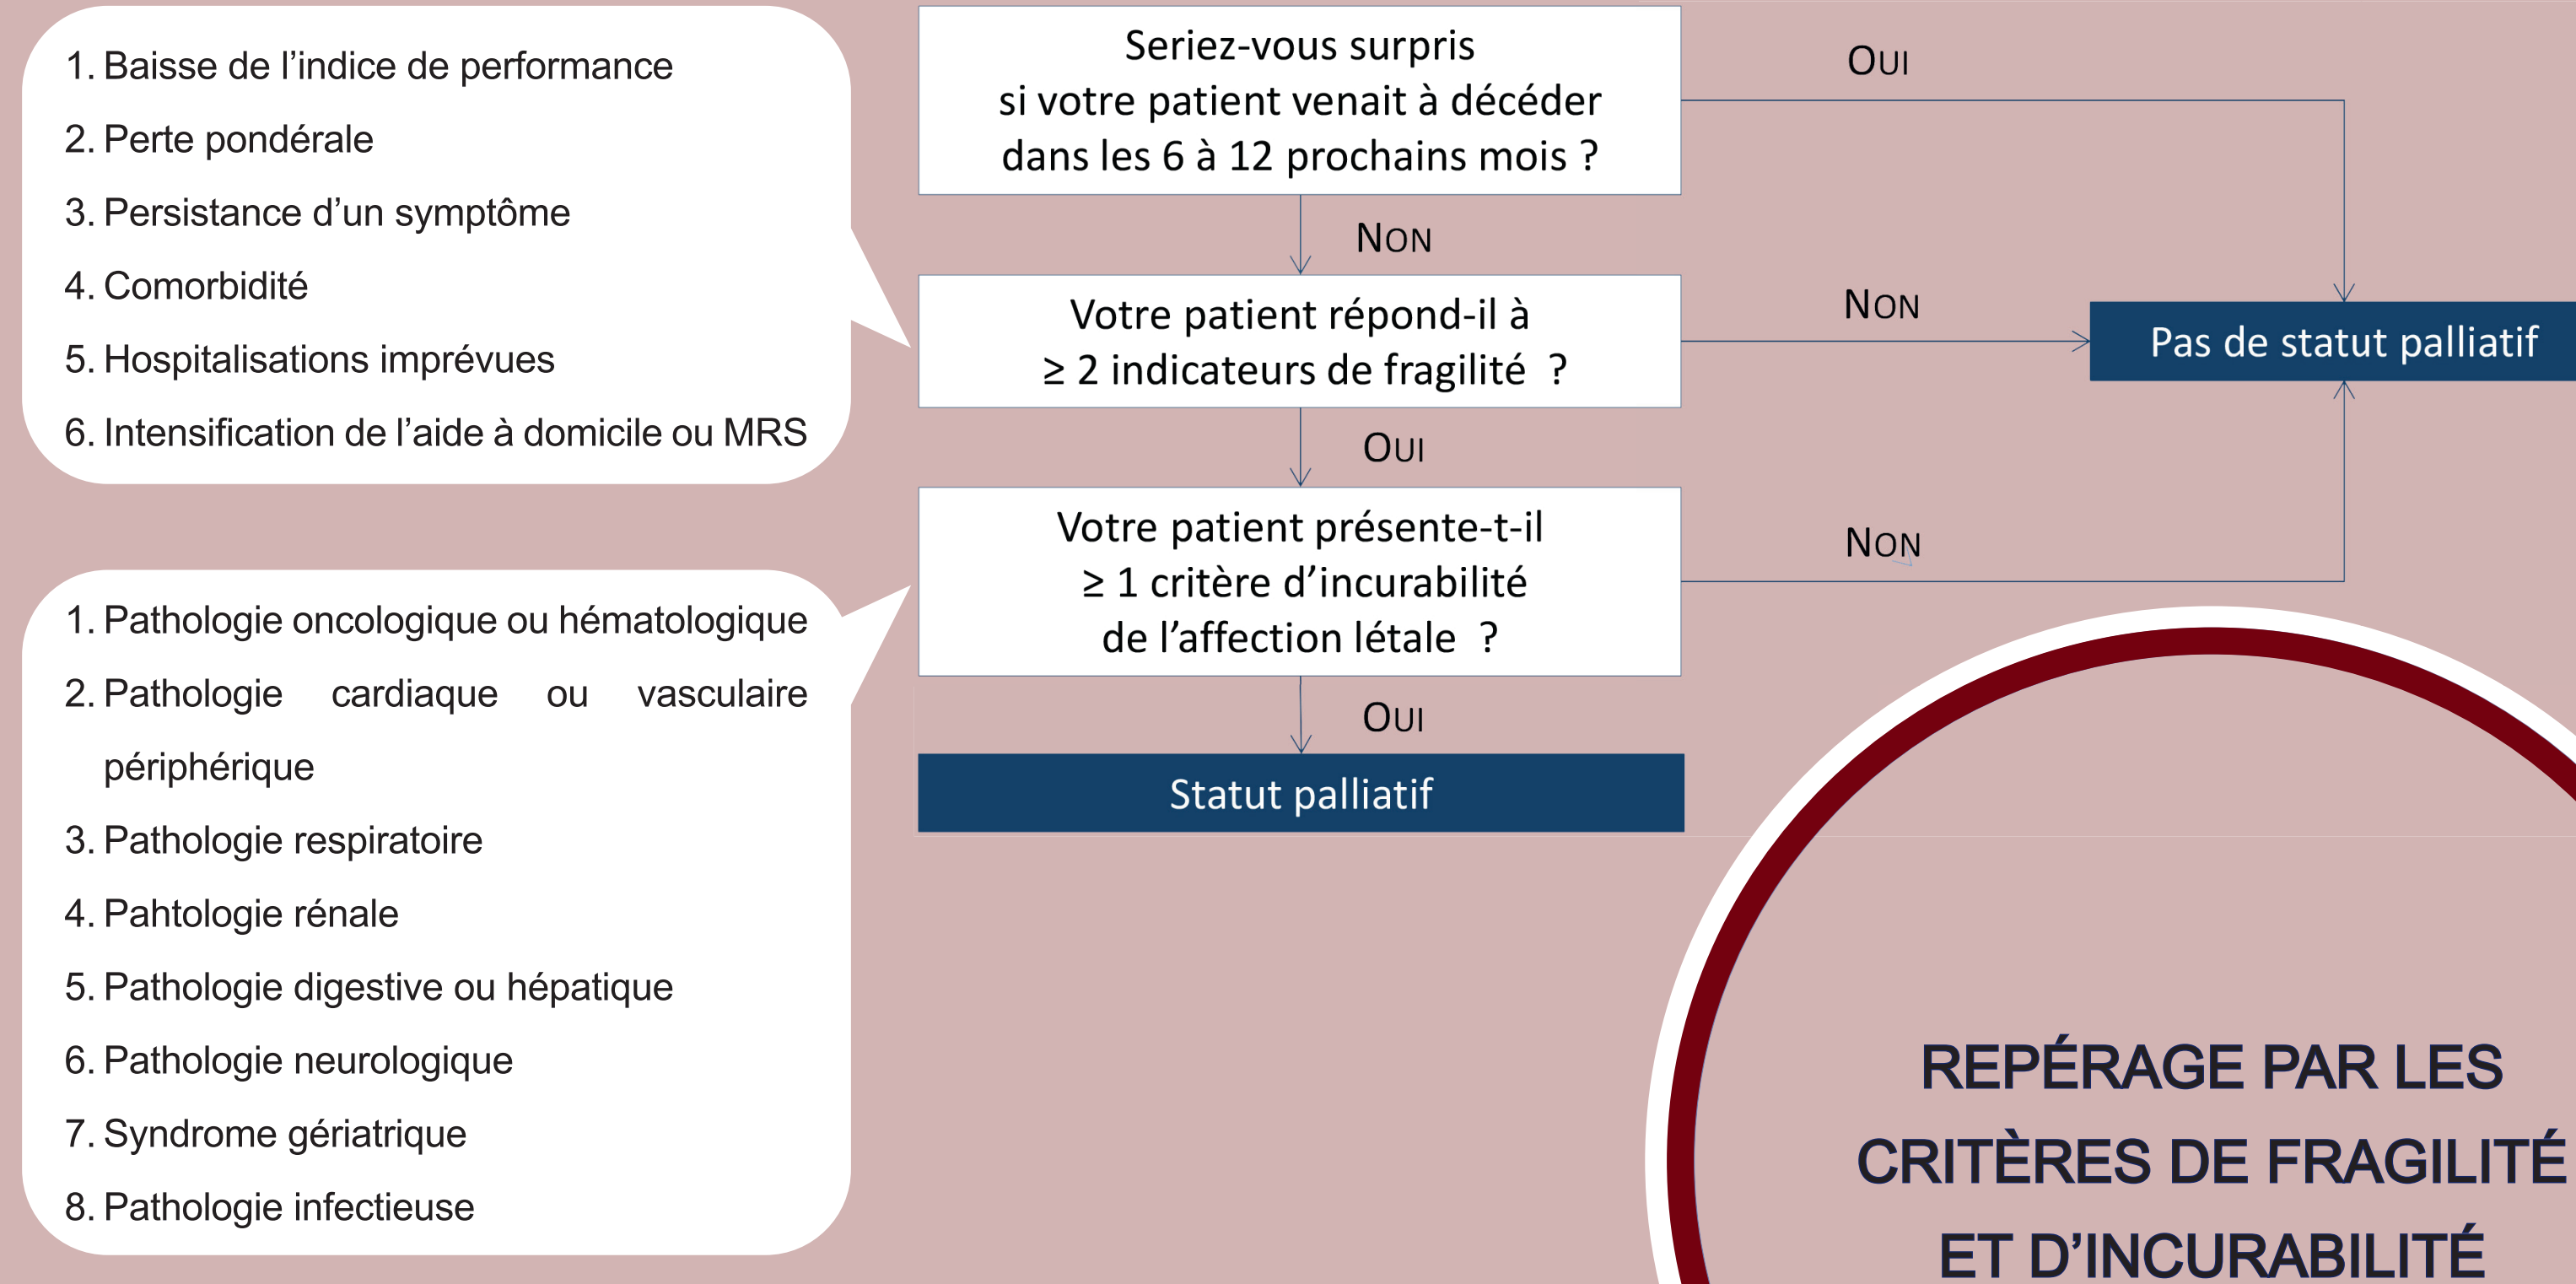 1. Baisse de l’indice de performance
2. Perte pondérale
3. Persistance d’un symptôme
4. Comorbidité
5. Hospitalisations imprévues
6. Intensification de l’aide à domicile ou MRS
1. Pathologie oncologique ou hématologique
2. Pathologie cardiaque ou vasculaire
périphérique
3. Pathologie respiratoire
4. Pahtologie rénale
5. Pathologie digestive ou hépatique
6. Pathologie neurologique
7. Syndrome gériatrique
8. Pathologie infectieuse
Seriez-vous surpris
si votre patient venait à décéder
dans les 6 à 12 prochains mois ?
OUI
NON
Votre patient répond-il à
≥ 2 indicateurs de fragilité ?
NON
Pas de statut palliatif
OUI
Votre patient présente-t-il
≥ 1 critère d’incurabilité
de l’affection létale ?
NON
OUI
Statut palliatif
REPÉRAGE PAR LES
CRITÈRES DE FRAGILITÉ
ET D’INCURABILITÉ